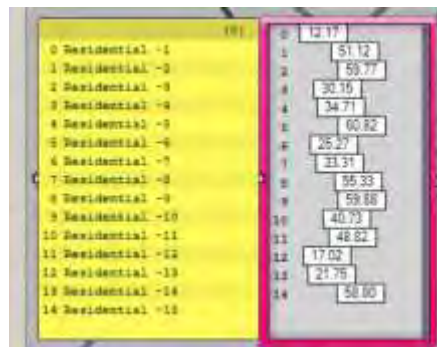 {0}
0 Residential -1
1 Residential -2
2 Residential -3
3 Residential -4
4 Residential -5
5 Residential -6
6 Residential -7
7 Residential -8
8 Residential -9
9 Residential -10
10 Residential -11
11 Residential -12
12 Residential -13
13 Residential -14
14 Residential -15
0 12.17
1 51.12
2 59.77
3 30.15
4 34.71
5 60.82
6 25.27
7 33.31
8 55.33
9 59.88
10 40.73
11 48.82
12 17.02
13 21.75
14 58.80